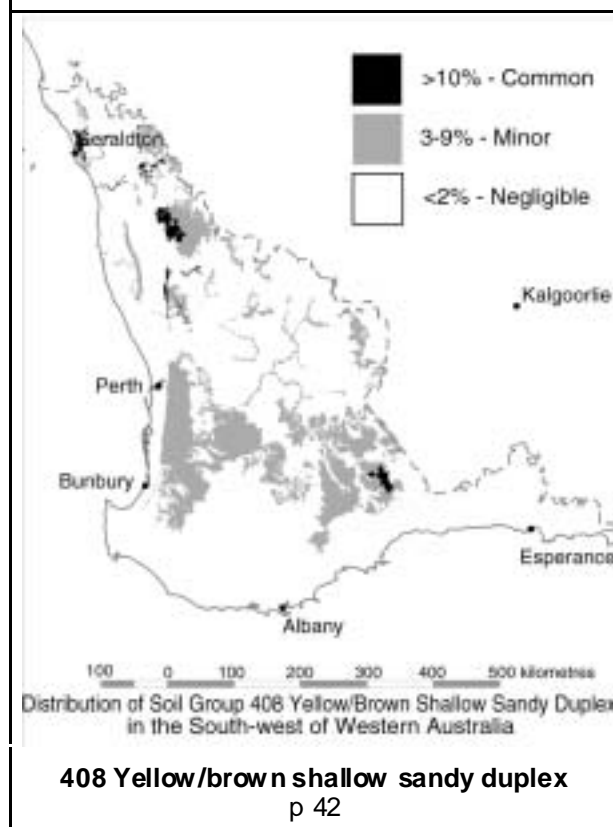 >10% - Common
3-9% - Minor
<2% - Negligible
Geraldton
Kalgoorlie
Perth
Bunbury
Esperance
Albany
100 0 100 200 300 400 500 kilometres
Distribution of Soil Group 408 Yellow/Brown Shallow Sandy Duplex
in the South-west of Western Australia
408 Yellow/brown shallow sandy duplex
p 42